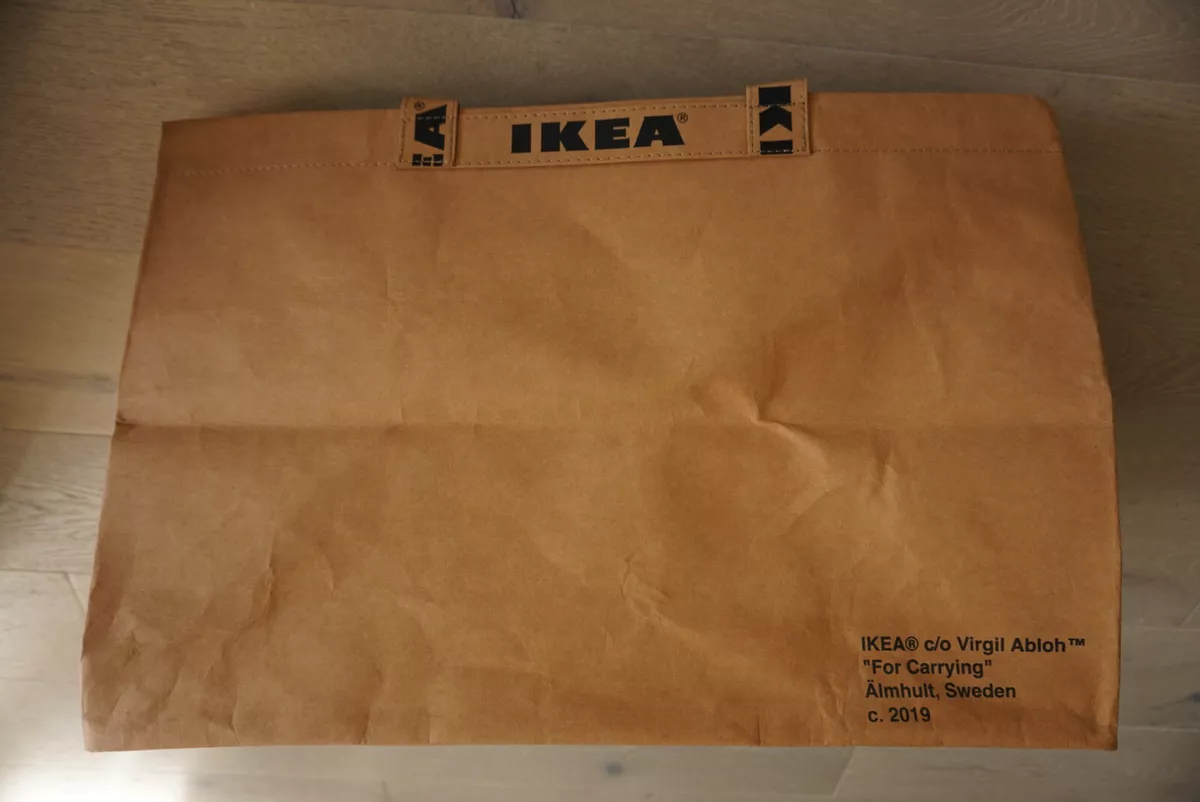 IKEA®
IKEA® c/o Virgil Abloh™
"For Carrying"
Älmhult, Sweden
c. 2019